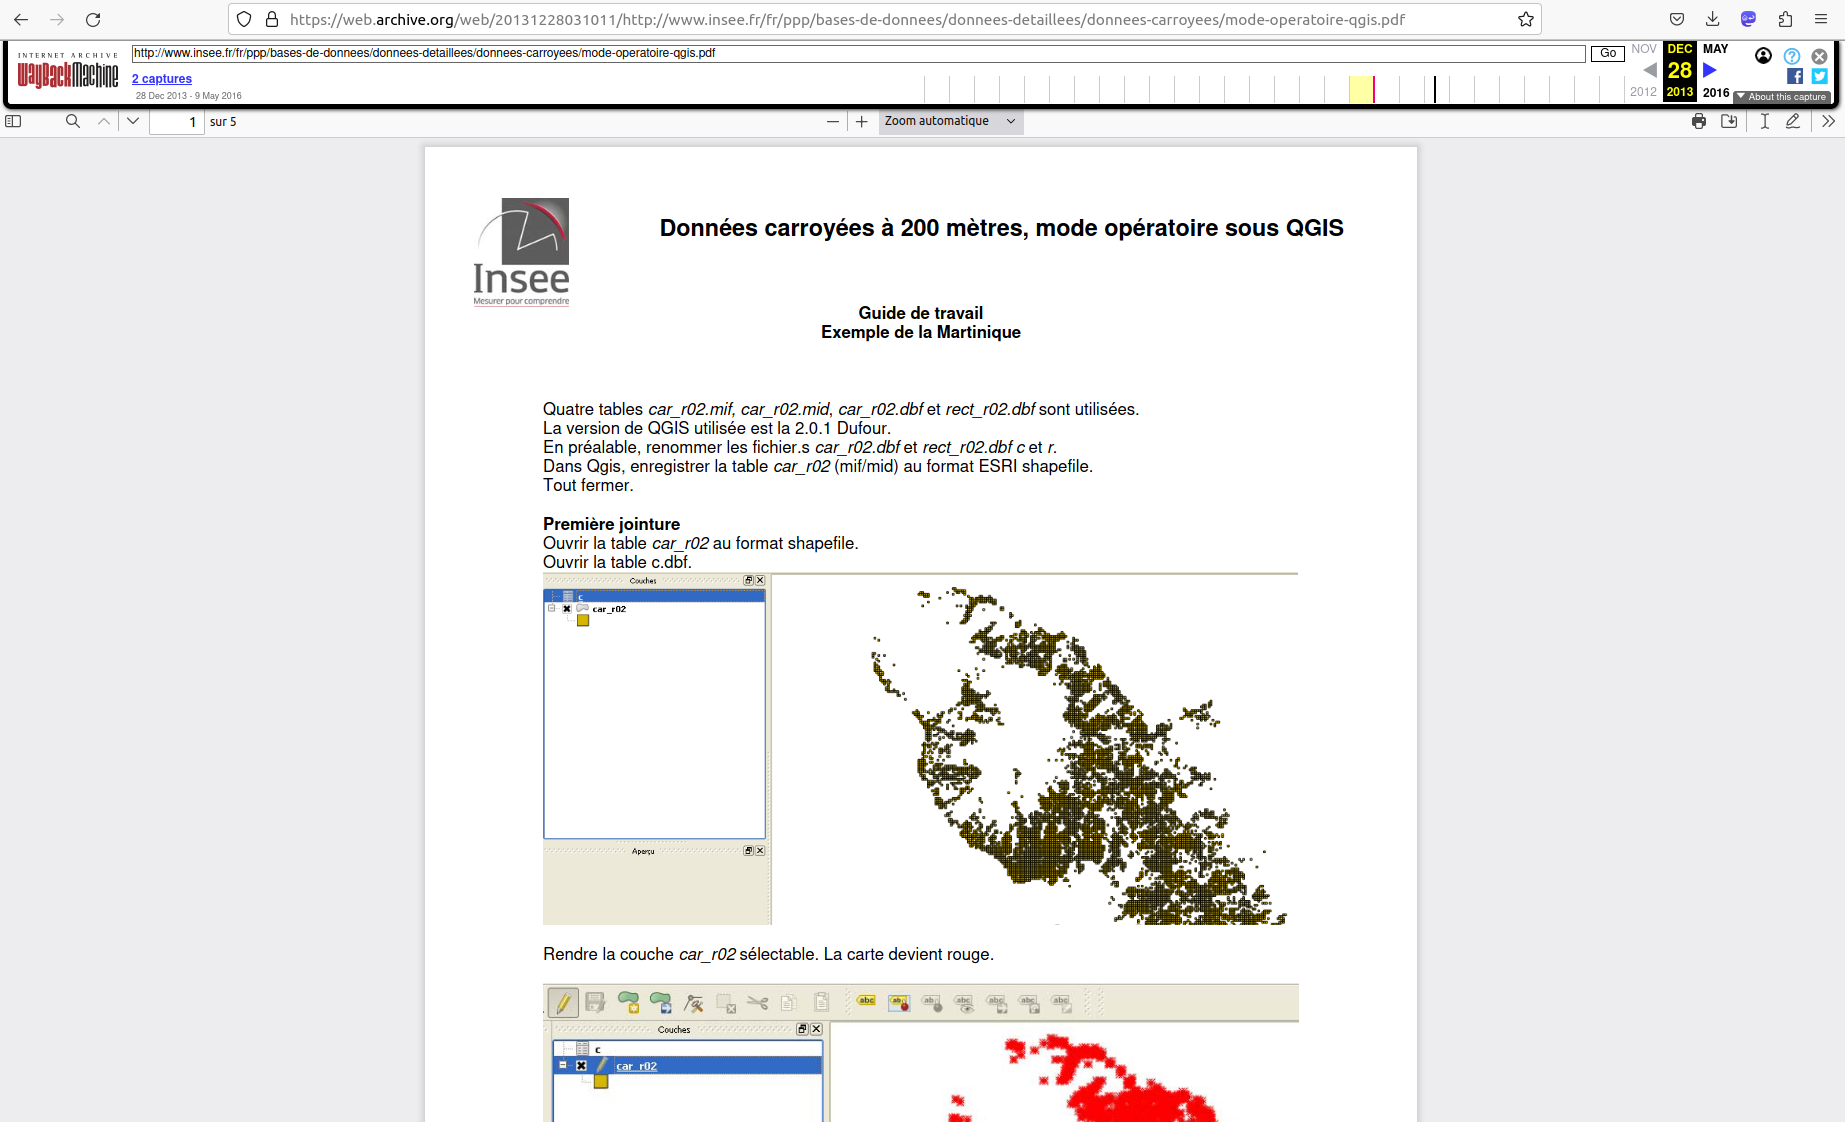 https://web.archive.org/web/20131228031011/http://www.insee.fr/fr/ppp/bases-de-donnees/donnees-detaillees/donnees-carroyees/mode-operatoire-qgis.pdf
INTERNET ARCHIVE
WayBackMachine
http://www.insee.fr/fr/ppp/bases-de-donnees/donnees-detaillees/donnees-carroyees/mode-operatoire-qgis.pdf
Go
NOV DEC MAY
2 captures
28
28 Dec 2013 - 9 May 2016
2012 2013 2016
About this capture
1 sur 5
Zoom automatique
Insee
Mesurer pour comprendre
Données carroyées à 200 mètres, mode opératoire sous QGIS
Guide de travail
Exemple de la Martinique
Quatre tables car_r02.mif, car_r02.mid, car_r02.dbf et rect_r02.dbf sont utilisées.
La version de QGIS utilisée est la 2.0.1 Dufour.
En préalable, renommer les fichier.s car_r02.dbf et rect_r02.dbf c et r.
Dans Qgis, enregistrer la table car_r02 (mif/mid) au format ESRI shapefile.
Tout fermer.
Première jointure
Ouvrir la table car_r02 au format shapefile.
Ouvrir la table c.dbf.
Couches
c
car_r02
Aperçu
Rendre la couche car_r02 sélectable. La carte devient rouge.
abc abc abc abc abc abc abc
Couches
c
car_r02